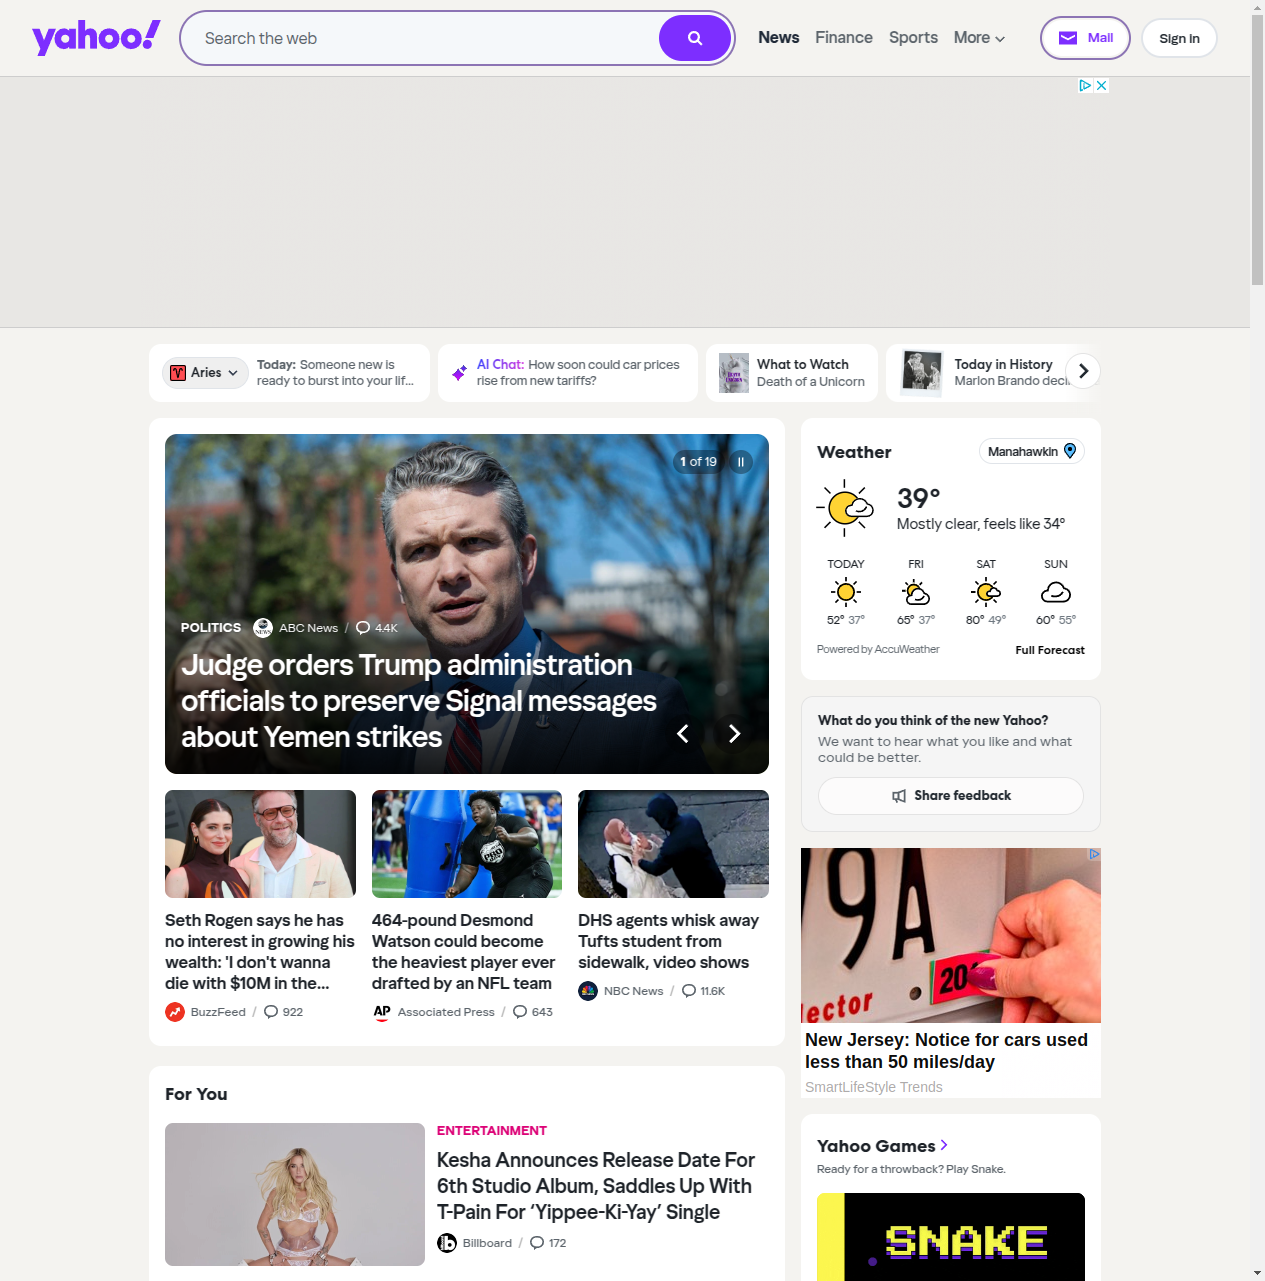 yahoo!
Search the web
News
Finance
Sports
More
Mail
Sign in
Aries
Today: Someone new is
ready to burst into your lif...
AI Chat: How soon could car prices
rise from new tariffs?
What to Watch
Death of a Unicorn
Today in History
Marlon Brando decl
1 of 19
POLITICS
ABC News / 4.4K
Judge orders Trump administration
officials to preserve Signal messages
about Yemen strikes
Seth Rogen says he has
no interest in growing his
wealth: 'I don't wanna
die with $10M in the...
BuzzFeed / 922
464-pound Desmond
Watson could become
the heaviest player ever
drafted by an NFL team
AP Associated Press / 643
DHS agents whisk away
Tufts student from
sidewalk, video shows
NBC News / 11.6K
For You
ENTERTAINMENT
Kesha Announces Release Date For
6th Studio Album, Saddles Up With
T-Pain For ‘Yippee-Ki-Yay’ Single
b Billboard / 172
Weather
Manahawkin
39°
Mostly clear, feels like 34°
TODAY FRI SAT SUN
52° 37° 65° 37° 80° 49° 60° 55°
Powered by AccuWeather
Full Forecast
What do you think of the new Yahoo?
We want to hear what you like and what
could be better.
Share feedback
9A
20
ector
New Jersey: Notice for cars used
less than 50 miles/day
SmartLifeStyle Trends
Yahoo Games
Ready for a throwback? Play Snake.
SNAKE